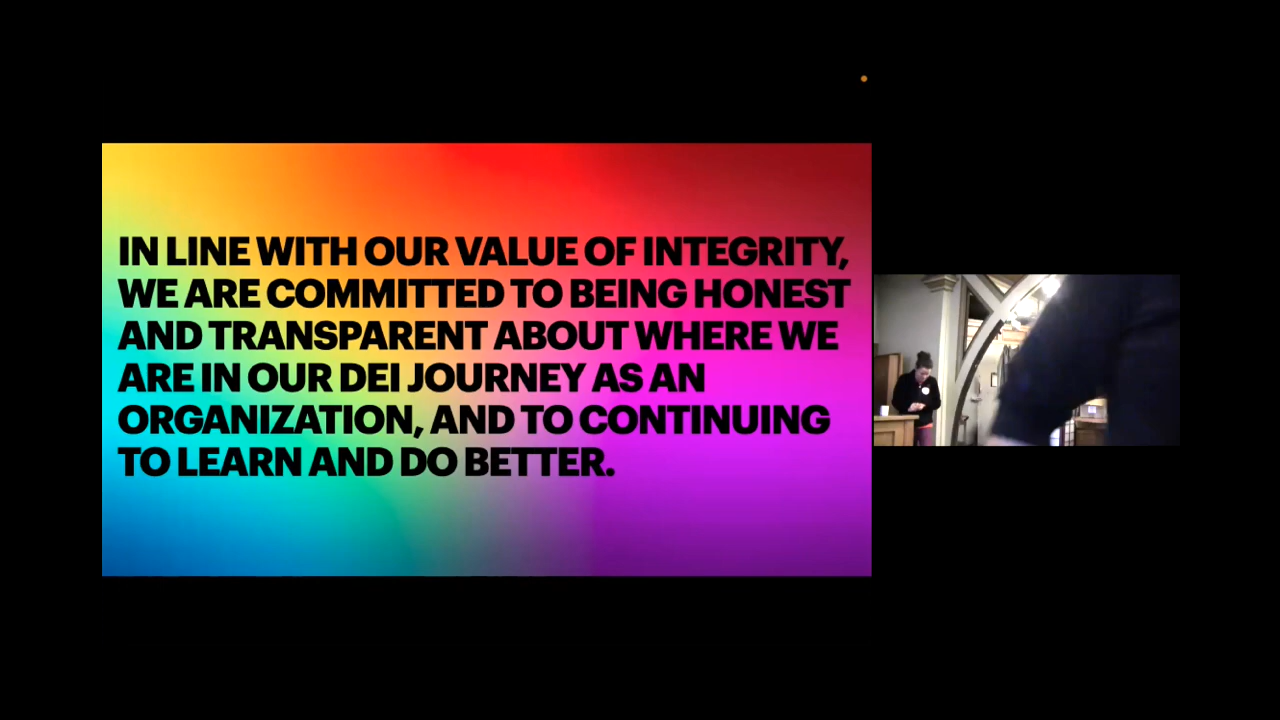 IN LINE WITH OUR VALUE OF INTEGRITY,
WE ARE COMMITTED TO BEING HONEST
AND TRANSPARENT ABOUT WHERE WE
ARE IN OUR DEI JOURNEY AS AN
ORGANIZATION, AND TO CONTINUING
TO LEARN AND DO BETTER.